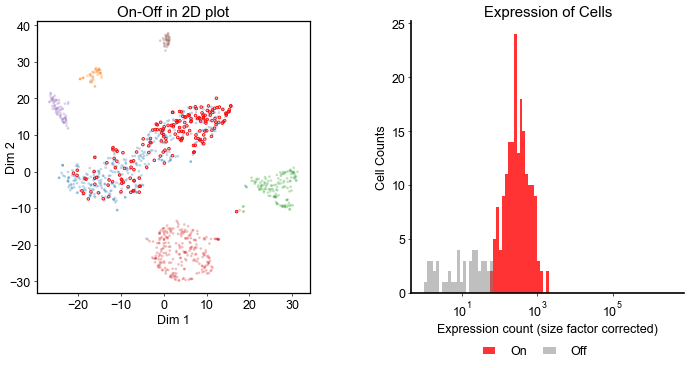 On-Off in 2D plot
Dim 2
40
30
20
10
0
−10
−20
−30
−20
−10
0
10
20
30
Dim 1
Expression of Cells
Cell Counts
25
20
15
10
5
0
10^1
10^3
10^5
Expression count (size factor corrected)
On
Off